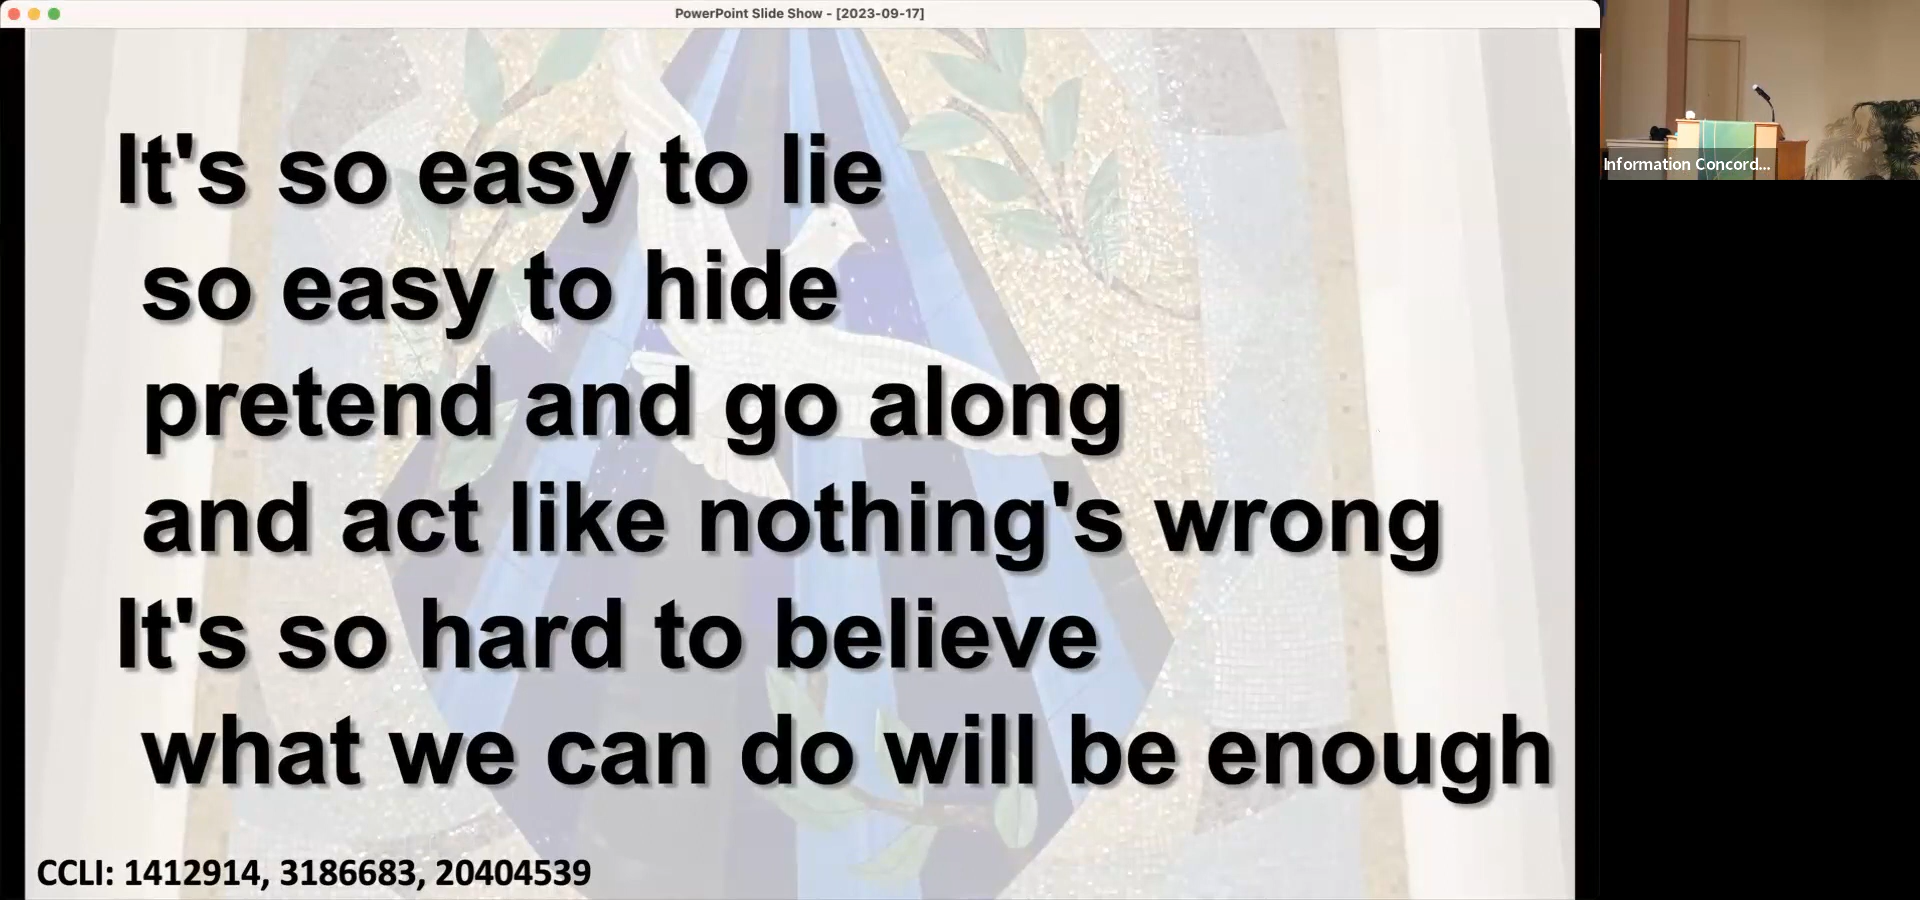 PowerPoint Slide Show - [2023-09-17]
It's so easy to lie
so easy to hide
pretend and go along
and act like nothing's wrong
It's so hard to believe
what we can do will be enough
CCLI: 1412914, 3186683, 20404539
Information Concord...